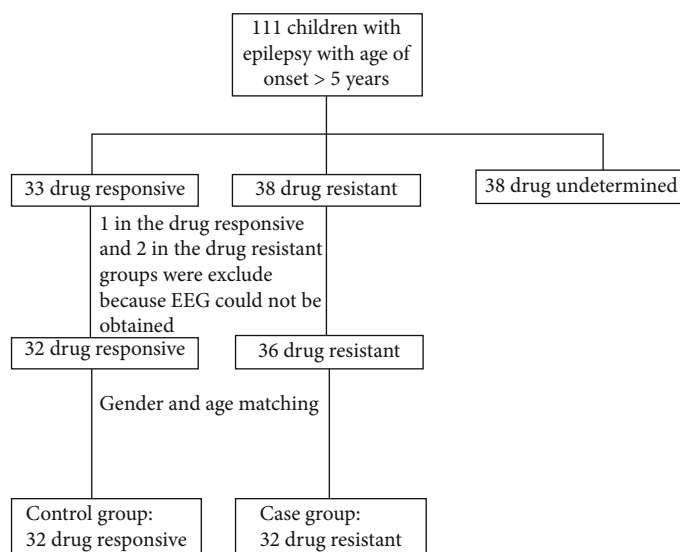 111 children with
epilepsy with age of
onset > 5 years
33 drug responsive
38 drug resistant
38 drug undetermined
1 in the drug responsive
and 2 in the drug resistant
groups were exclude
because EEG could not be
obtained
32 drug responsive
36 drug resistant
Gender and age matching
Control group:
32 drug responsive
Case group:
32 drug resistant